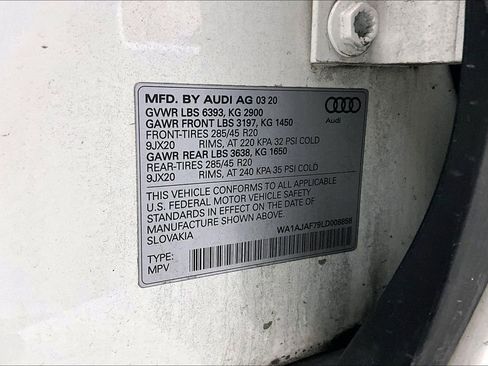 MFD. BY AUDI AG 03 20
GVWR LBS 6393, KG 2900
GAWR FRONT LBS 3197, KG 1450
FRONT-TIRES 285/45 R20
9JX20 RIMS, AT 220 KPA 32 PSI COLD
GAWR REAR LBS 3638, KG 1650
REAR-TIRES 285/45 R20
9JX20 RIMS, AT 240 KPA 35 PSI COLD
THIS VEHICLE CONFORMS TO ALL APPLICABLE
U.S. FEDERAL MOTOR VEHICLE SAFETY
STANDARDS IN EFFECT ON THE DATE OF
MANUFACTURE SHOWN ABOVE.
SLOVAKIA
WA1AJAF79LD008858
TYPE:
MPV
Audi